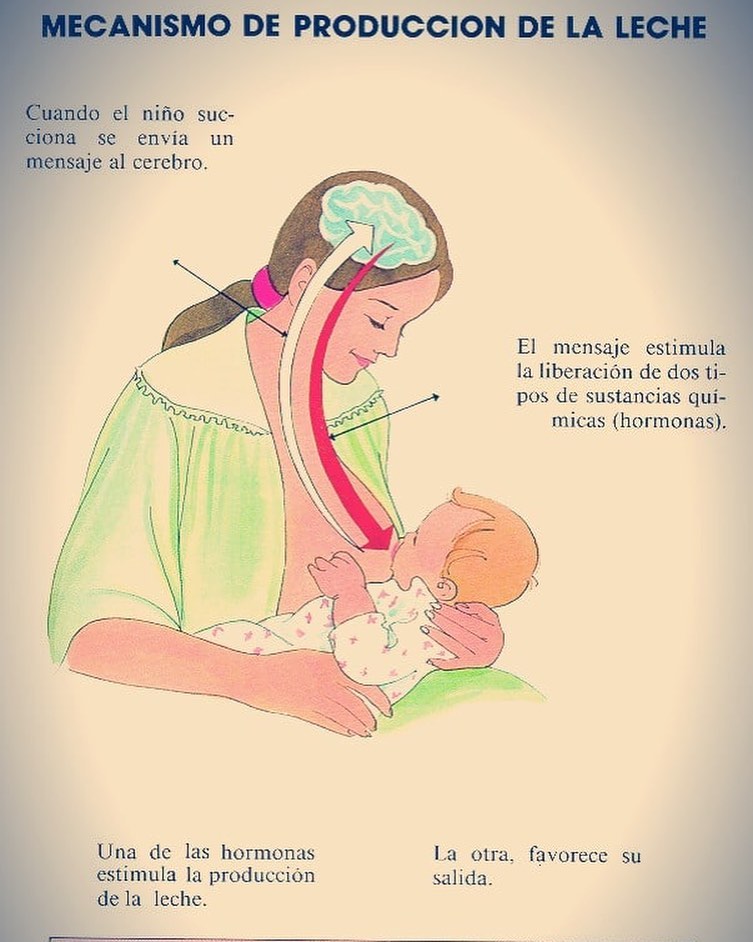 MECANISMO DE PRODUCCION DE LA LECHE
Cuando el niño suc-
ciona se envía un
mensaje al cerebro.
El mensaje estimula
la liberación de dos ti-
pos de sustancias quí-
micas (hormonas).
Una de las hormonas
estimula la producción
de la leche.
La otra, favorece su
salida.